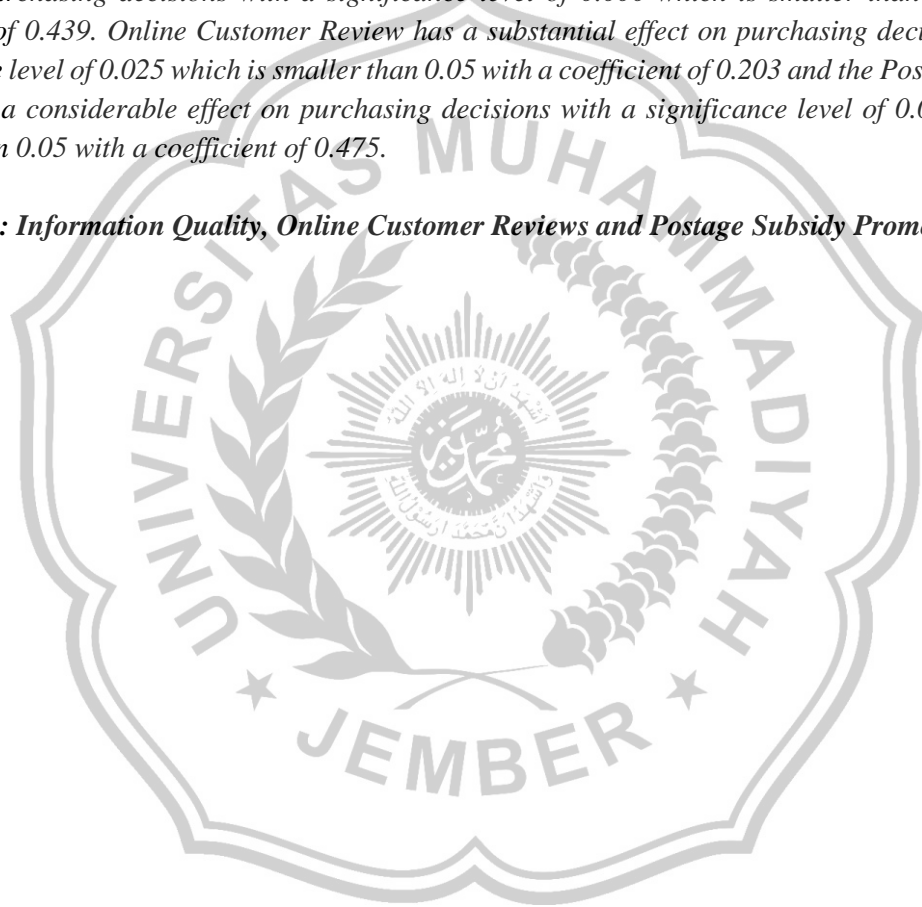 purchasing decisions with a significance level of which is smaller than
of 0.439. Online Customer Review has a substantial effect on purchasing deci
e level of 0.025 which is smaller than 0.05 with a coefficient of 0.203 and the Pos
a considerable effect on purchasing decisions with a significance level of 0.0
n 0.05 with a coefficient of 0.475.
: Information Quality, Online Customer Reviews and Postage Subsidy Prom
UNIVERSITAS MUHAMMADIYAH
JEMBER